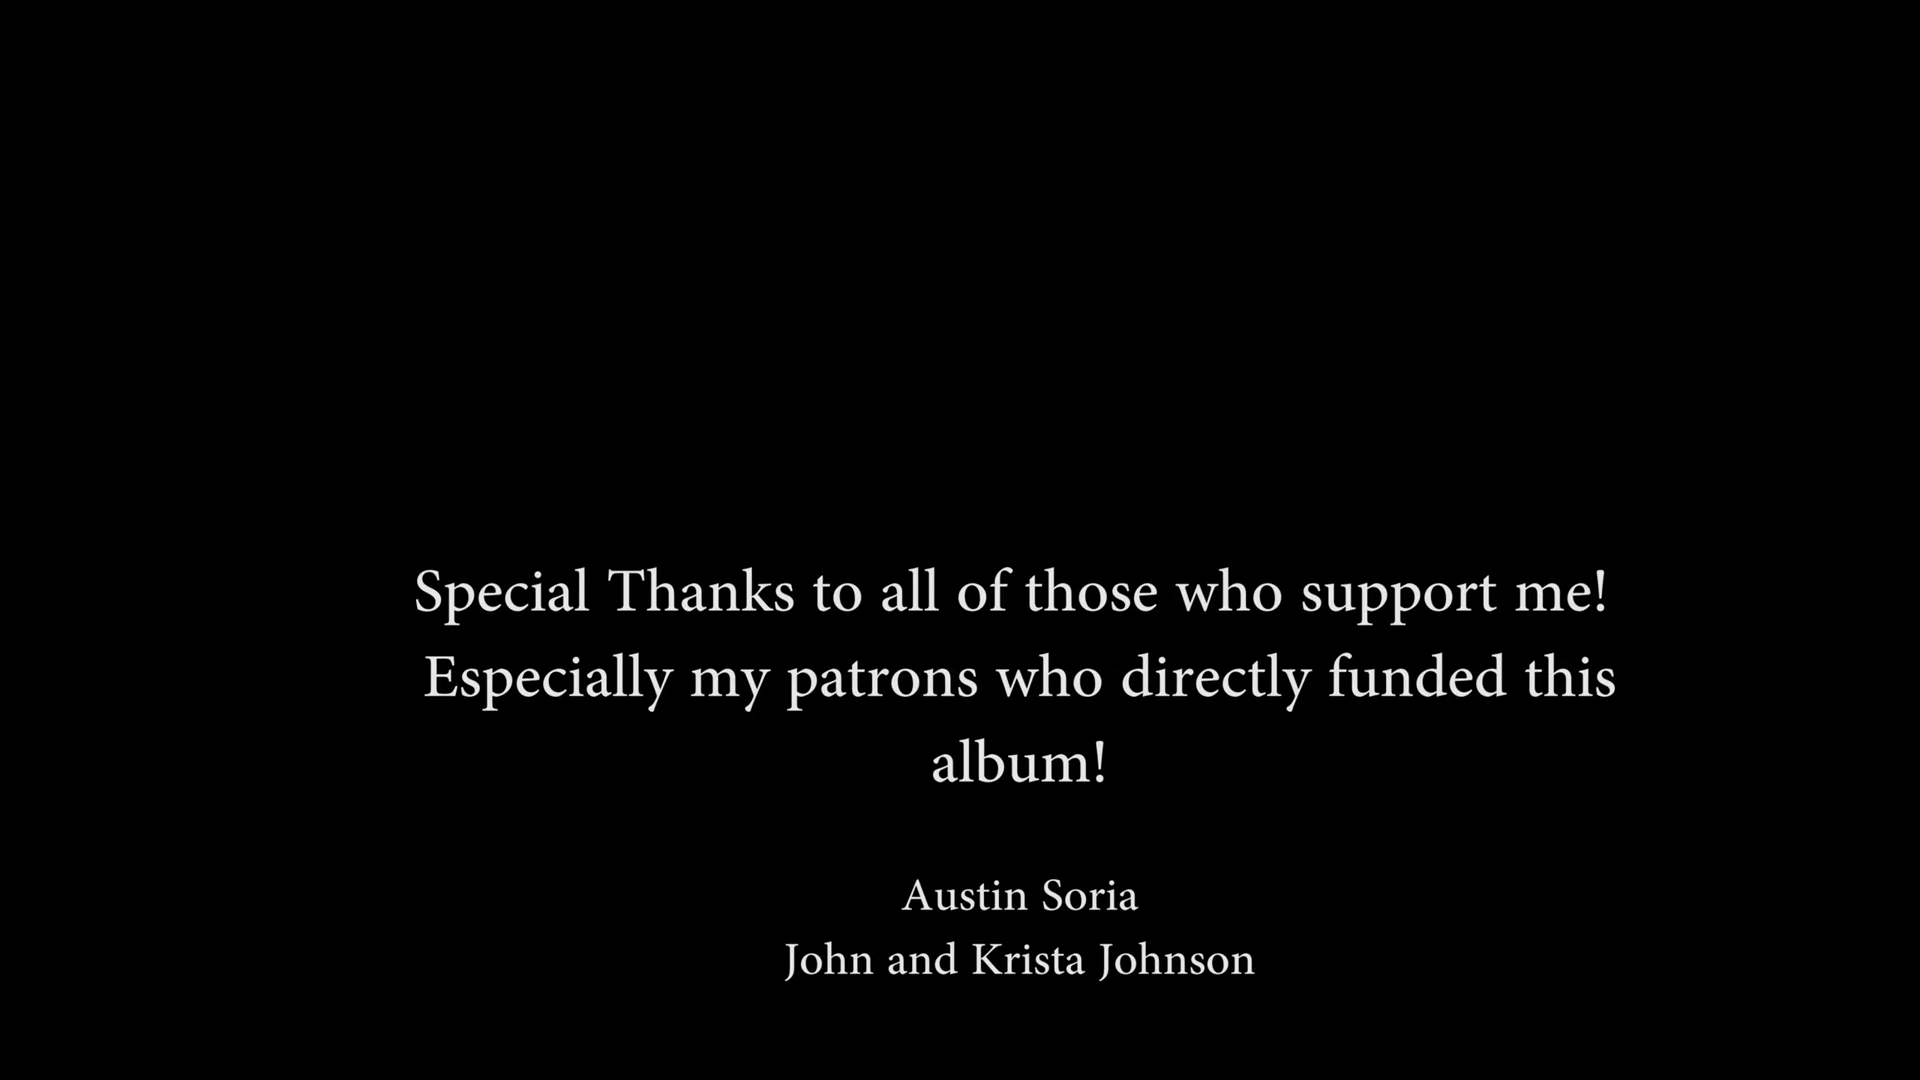 Special Thanks to all of those who support me!
Especially my patrons who directly funded this
album!
Austin Soria
John and Krista Johnson